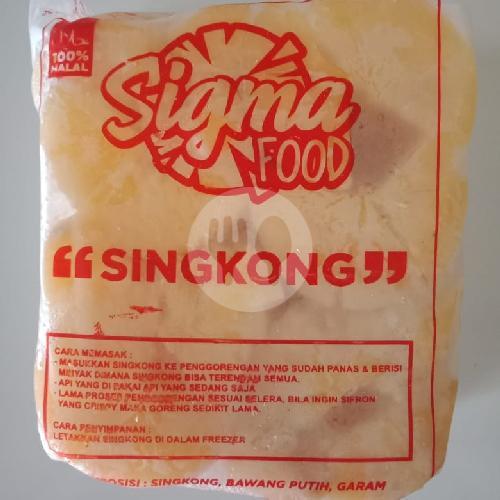 100%
HALAL
Sigma
FOOD
“SINGKONG”
CARA MEMASAK :
- MASUKKAN SINGKONG KE PENGGORENGAN YANG SUDAH PANAS & BERISI
MINYAK DIMANA SINGKONG BISA TERENDAM SEMUA.
- API YANG DI PAKAI API YANG SEDANG SAJA
- LAMA PROSES PENGGORENGAN SESUAI SELERA, BILA INGIN
YANG CRISPY MAKA GORENG SEDIKIT LAMA.
CARA PENYIMPANAN :
LETAKKAN SINGKONG DI DALAM FREEZER
OSISI : SINGKONG, BAWANG PUTIH, GARAM